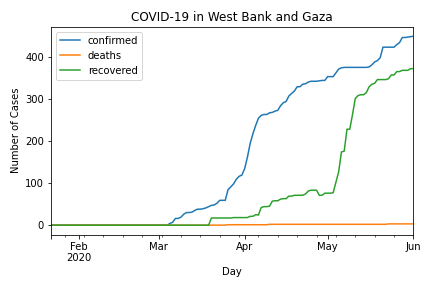 COVID-19 in West Bank and Gaza
confirmed
deaths
recovered
Number of Cases
400
300
200
100
0
Feb
2020
Mar
Apr
May
Jun
Day